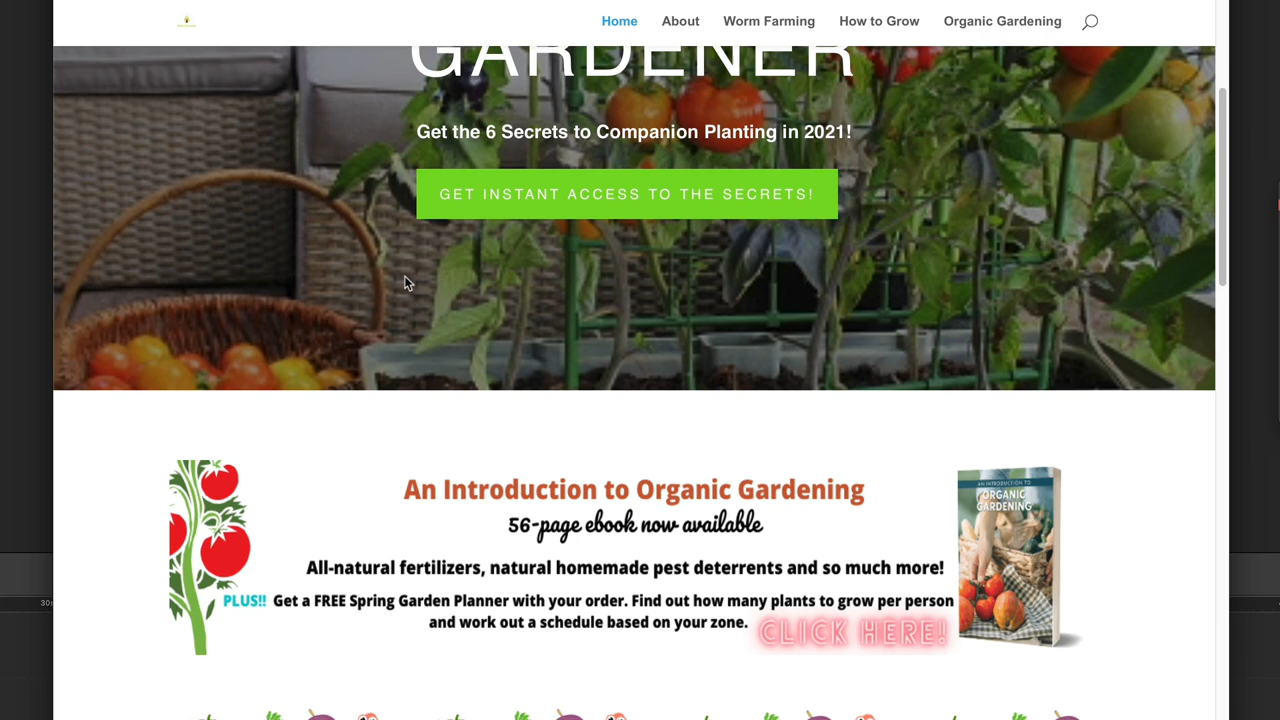 Home About Worm Farming How to Grow Organic Gardening
GARDENER
Get the 6 Secrets to Companion Planting in 2021!
GET INSTANT ACCESS TO THE SECRETS!
An Introduction to Organic Gardening
56-page ebook now available
All-natural fertilizers, natural homemade pest deterrents and so much more!
PLUS!! Get a FREE Spring Garden Planner with your order. Find out how many plants to grow per person
and work out a schedule based on your zone.
CLICK HERE!
AN INTRODUCTION TO
ORGANIC
GARDENING
30s